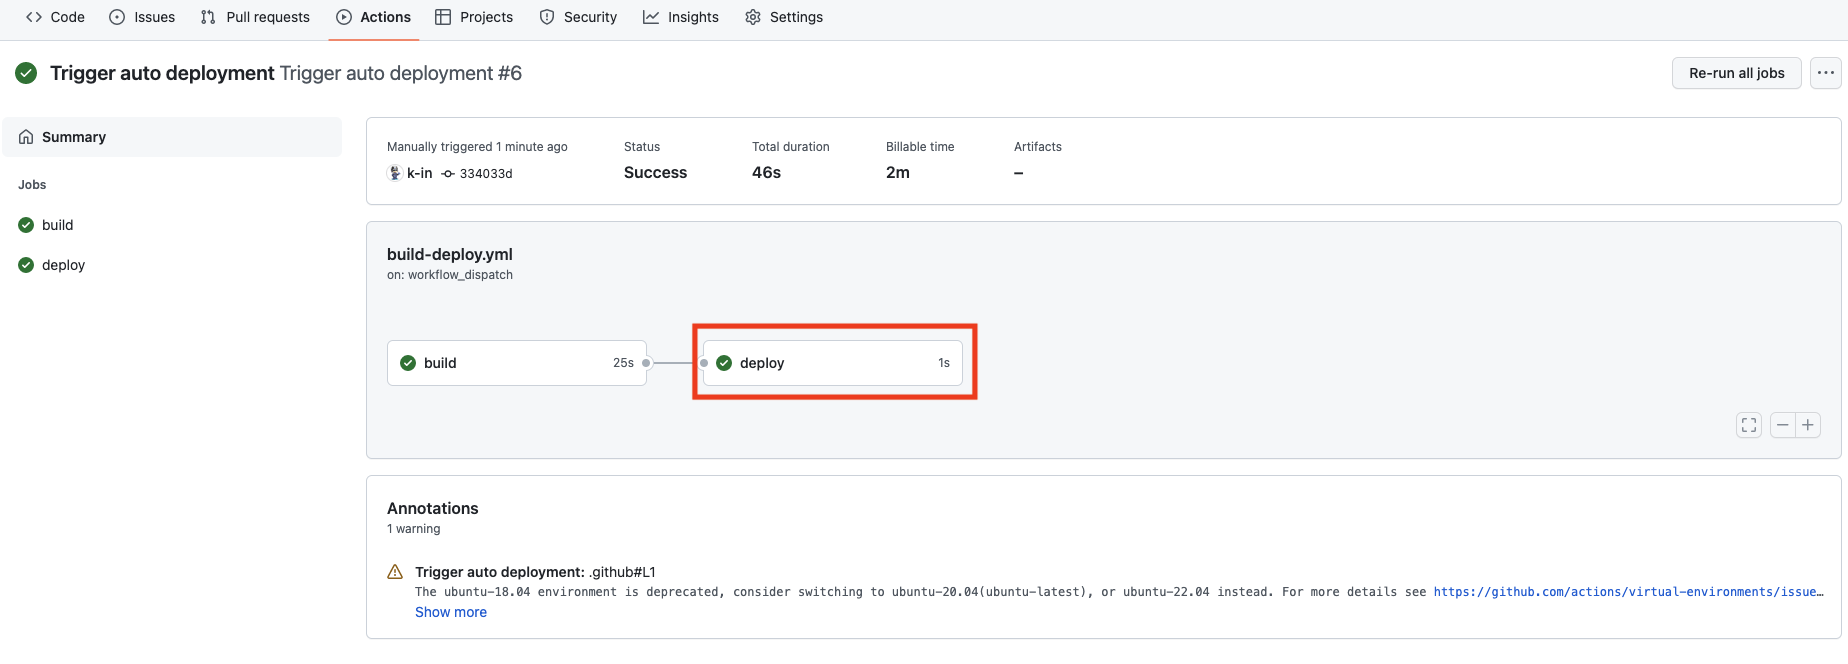 Code Issues Pull requests Actions Projects Security Insights Settings
Trigger auto deployment Trigger auto deployment #6
Re-run all jobs
Summary
Jobs
build
deploy
Manually triggered 1 minute ago
k-in 334033d
Status
Success
Total duration
46s
Billable time
2m
Artifacts
–
build-deploy.yml
on: workflow_dispatch
build 25s
deploy 1s
Annotations
1 warning
Trigger auto deployment: .github#L1
The ubuntu-18.04 environment is deprecated, consider switching to ubuntu-20.04(ubuntu-latest), or ubuntu-22.04 instead. For more details see https://github.com/actions/virtual-environments/issue…
Show more